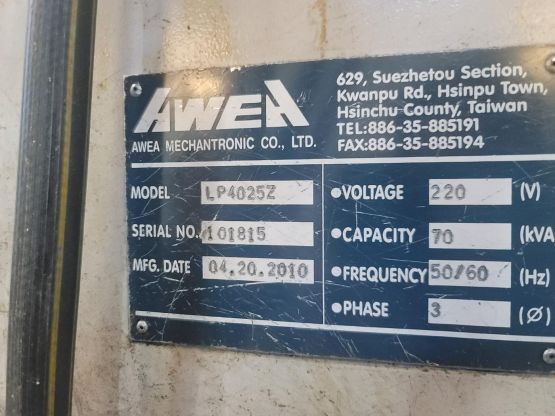 AWEA
AWEA MECHANTRONIC CO., LTD.
629, Suezhetou Section,
Kwanpu Rd., Hsinpu Town,
Hsinchu County, Taiwan
TEL:886-35-885191
FAX:886-35-885194
MODEL LP4025Z
SERIAL NO. 101815
MFG. DATE 04.20.2010
●VOLTAGE 220 (V)
●CAPACITY 70 (kVA
●FREQUENCY 50/60 (Hz)
●PHASE 3 (Ø)